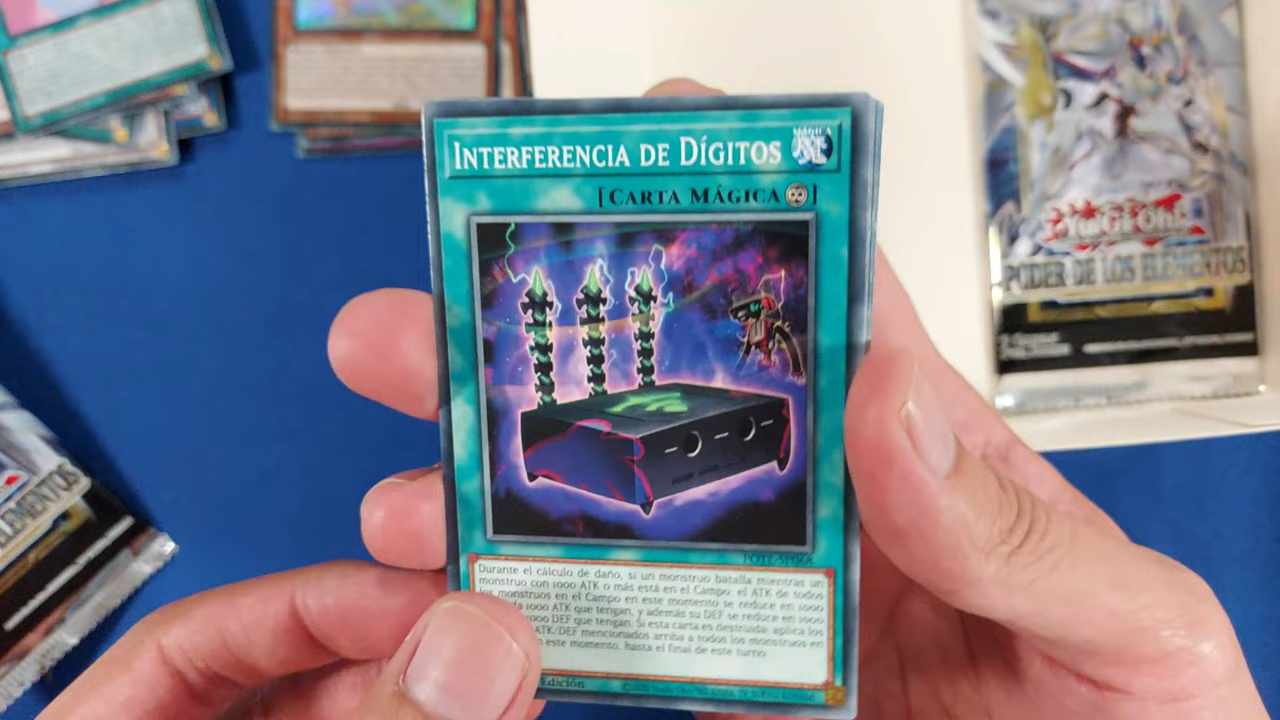 INTERFERENCIA DE DÍGITOS
MÁGICA
[CARTA MÁGICA]
Yu-Gi-Oh!
PODER DE LOS ELEMENTOS
ELEMENTOS
POTE-SP068
Durante el cálculo de daño, si un monstruo batalla mientras un
monstruo con 1000 ATK o más está en el Campo: el ATK de todos
los monstruos en el Campo en este momento se reduce en 1000
1000 ATK que tengan, y además su DEF se reduce en 1000
1000 DEF que tengan. Si esta carta es destruida: aplica los
ATK/DEF mencionados arriba a todos los monstruos en
este momento, hasta el final de este turno.
Edición